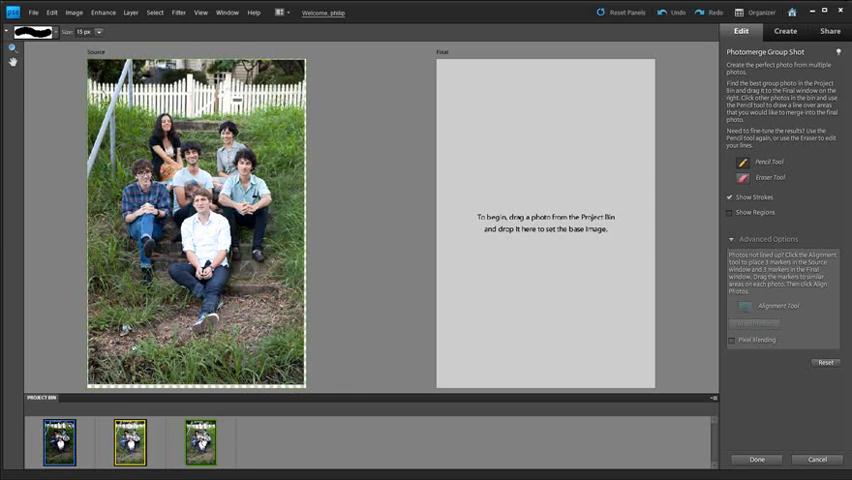 pse File Edit Image Enhance Layer Select Filter View Window Help Welcome, philip Reset Panels Undo Redo Organizer
Size: 15 px
Edit Create Share
Source
Final
Photomerge Group Shot
Create the perfect photo from multiple
photos.
Find the best group photo in the Project
Bin and drag it to the Final window on the
right. Click other photos in the bin and use
the Pencil tool to draw a line over areas
that you would like to merge into the final
photo.
Need to fine-tune the results? Use the
Pencil tool again, or use the Eraser to edit
your lines.
Pencil Tool
Eraser Tool
Show Strokes
Show Regions
To begin, drag a photo from the Project Bin
and drop it here to set the base image.
Advanced Options
Photos not lined up? Click the Alignment
tool to place 3 markers in the Source
window and 3 markers in the Final
window. Drag the markers to similar
areas on each photo. Then click Align
Photos.
Alignment Tool
Pixel Blending
Reset
PROJECT BIN
Done Cancel